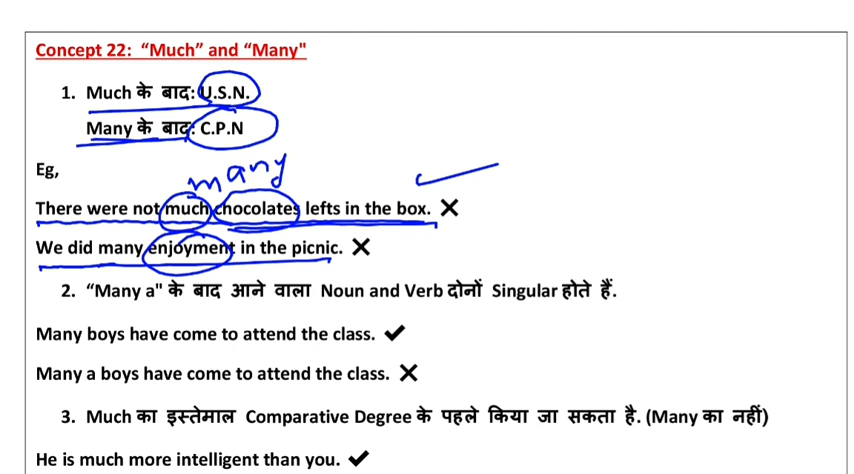 Concept 22: “Much” and “Many"
1. Much के बाद: U.S.N.
Many के बाद: C.P.N
Eg,
many
There were not much chocolates lefts in the box. ❌
We did many enjoyment in the picnic. ❌
2. “Many a" के बाद आने वाला Noun and Verb दोनों Singular होते हैं.
Many boys have come to attend the class. ✔
Many a boys have come to attend the class. ❌
3. Much का इस्तेमाल Comparative Degree के पहले किया जा सकता है. (Many का नहीं)
He is much more intelligent than you. ✔